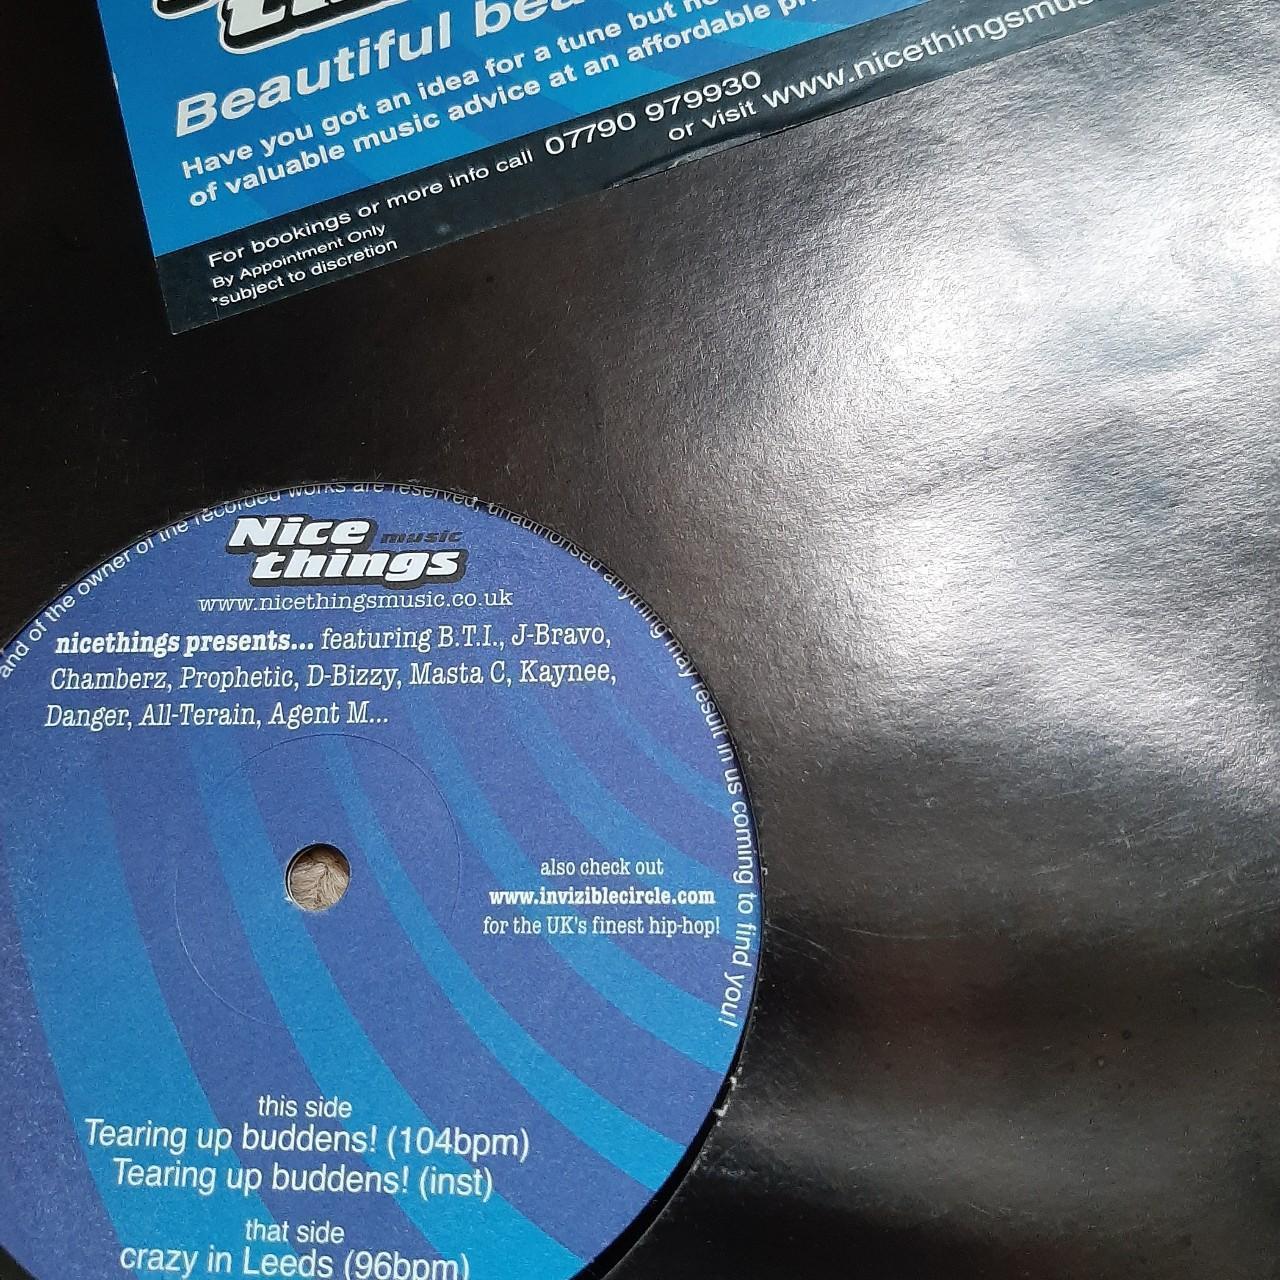 Beautiful
Have you got an idea for a tune but
of valuable music advice at an affordable
For bookings or more info call 07790 979930
or visit
By Appointment Only
*subject to discretion
and of the owner of the recorded works are reserved, unauthorised anything may result in us coming to find you!
Nice music
things
www.nicethingsmusic.co.uk
nicethings presents... featuring B.T.I., J-Bravo,
Chamberz, Prophetic, D-Bizzy, Masta C, Kaynee,
Danger, All-Terain, Agent M...
also check out
www.inviziblecircle.com
for the UK's finest hip-hop!
this side
Tearing up buddens! (104bpm)
Tearing up buddens! (inst)
that side
crazy in Leeds (96bpm)